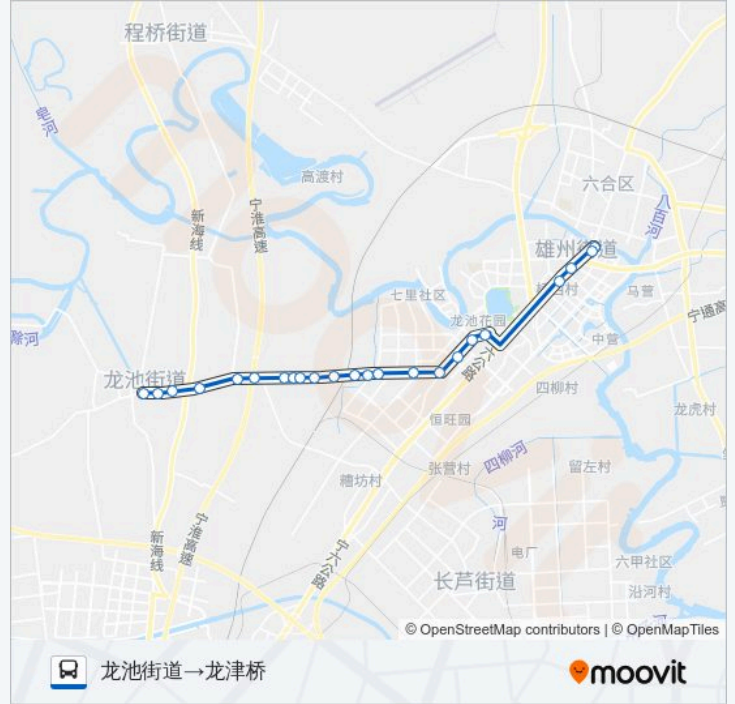 程桥街道
皂河
高渡村
六合区
八百河
新海线
宁淮高速
雄州街道
七里社区
马营
龙池花园
宁通高
滁河
中营
六公路
龙池街道
四柳村
龙虎村
恒旺园
四柳河
张营村
留左村
糟坊村
河
新海线
宁淮高速
宁六公路
电厂
六甲社区
长芦街道
沿河村
河
© OpenStreetMap contributors | © OpenMapTiles
龙池街道→龙津桥
moovit